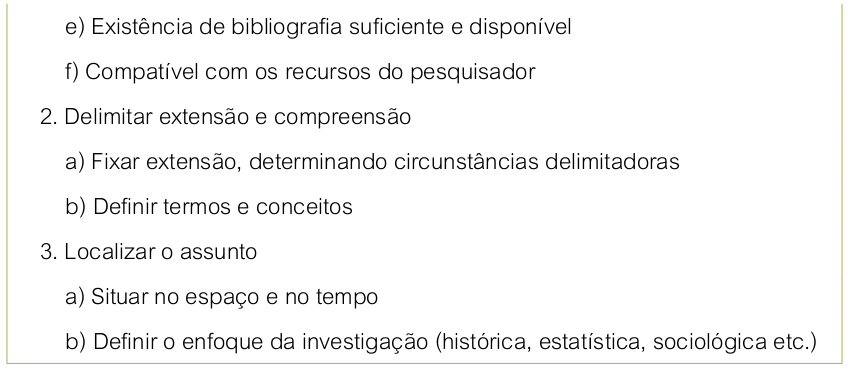 e) Existência de bibliografia suficiente e disponível
f) Compatível com os recursos do pesquisador
2. Delimitar extensão e compreensão
a) Fixar extensão, determinando circunstâncias delimitadoras
b) Definir termos e conceitos
3. Localizar o assunto
a) Situar no espaço e no tempo
b) Definir o enfoque da investigação (histórica, estatística, sociológica etc.)